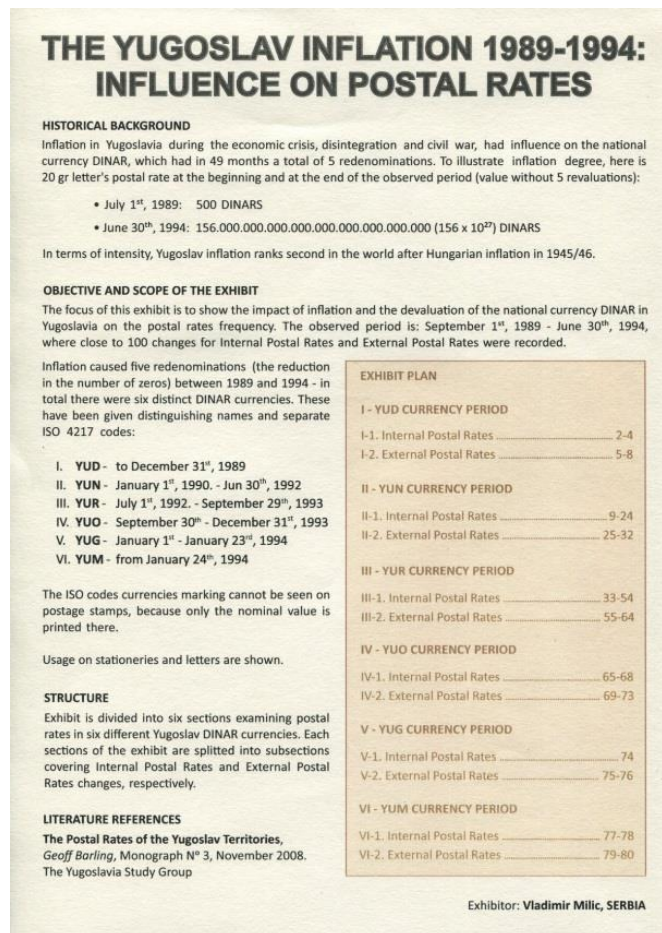 THE YUGOSLAV INFLATION 1989-1994:
INFLUENCE ON POSTAL RATES
HISTORICAL BACKGROUND
Inflation in Yugoslavia during the economic crisis, disintegration and civil war, had influence on the national
currency DINAR, which had in 49 months a total of 5 redenominations. To illustrate inflation degree, here is
20 gr letter's postal rate at the beginning and at the end of the observed period (value without 5 revaluations):
• July 1st, 1989: 500 DINARS
• June 30th, 1994: 156.000.000.000.000.000.000.000.000.000 (156 x 10²⁷) DINARS
In terms of intensity, Yugoslav inflation ranks second in the world after Hungarian inflation in 1945/46.
OBJECTIVE AND SCOPE OF THE EXHIBIT
The focus of this exhibit is to show the impact of inflation and the devaluation of the national currency DINAR in
Yugoslavia on the postal rates frequency. The observed period is: September 1st, 1989 - June 30th, 1994,
where close to 100 changes for Internal Postal Rates and External Postal Rates were recorded.
Inflation caused five redenominations (the reduction
in the number of zeros) between 1989 and 1994 - in
total there were six distinct DINAR currencies. These
have been given distinguishing names and separate
ISO 4217 codes:
I. YUD - to December 31st, 1989
II. YUN - January 1st, 1990. - Jun 30th, 1992
III. YUR - July 1st, 1992. - September 29th, 1993
IV. YUO - September 30th - December 31st, 1993
V. YUG - January 1st - January 23rd, 1994
VI. YUM - from January 24th, 1994
The ISO codes currencies marking cannot be seen on
postage stamps, because only the nominal value is
printed there.
Usage on stationeries and letters are shown.
STRUCTURE
Exhibit is divided into six sections examining postal
rates in six different Yugoslav DINAR currencies. Each
sections of the exhibit are splitted into subsections
covering Internal Postal Rates and External Postal
Rates changes, respectively.
LITERATURE REFERENCES
The Postal Rates of the Yugoslav Territories,
Geoff Barling, Monograph Nº 3, November 2008.
The Yugoslavia Study Group
EXHIBIT PLAN
I - YUD CURRENCY PERIOD
I-1. Internal Postal Rates ........ 2-4
I-2. External Postal Rates ........ 5-8
II - YUN CURRENCY PERIOD
II-1. Internal Postal Rates ........ 9-24
II-2. External Postal Rates ........ 25-32
III - YUR CURRENCY PERIOD
III-1. Internal Postal Rates ........ 33-54
III-2. External Postal Rates ........ 55-64
IV - YUO CURRENCY PERIOD
IV-1. Internal Postal Rates ........ 65-68
IV-2. External Postal Rates ........ 69-73
V - YUG CURRENCY PERIOD
V-1. Internal Postal Rates ........ 74
V-2. External Postal Rates ........ 75-76
VI - YUM CURRENCY PERIOD
VI-1. Internal Postal Rates ........ 77-78
VI-2. External Postal Rates ........ 79-80
Exhibitor: Vladimir Milic, SERBIA